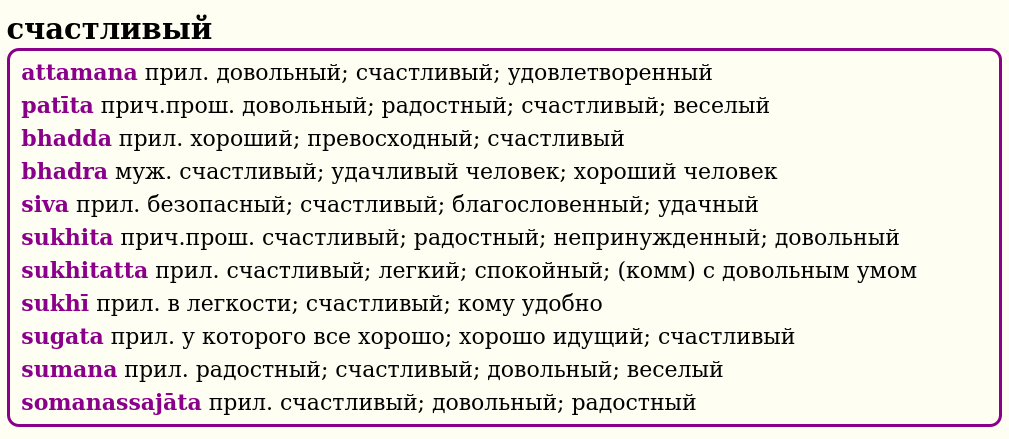 счастливый
attamana прил. довольный; счастливый; удовлетворенный
patīta прич.прош. довольный; радостный; счастливый; веселый
bhadda прил. хороший; превосходный; счастливый
bhadra муж. счастливый; удачливый человек; хороший человек
siva прил. безопасный; счастливый; благословенный; удачный
sukhita прич.прош. счастливый; радостный; непринужденный; довольный
sukhitatta прил. счастливый; легкий; спокойный; (комм) с довольным умом
sukhī прил. в легкости; счастливый; кому удобно
sugata прил. у которого все хорошо; хорошо идущий; счастливый
sumana прил. радостный; счастливый; довольный; веселый
somanassajāta прил. счастливый; довольный; радостный